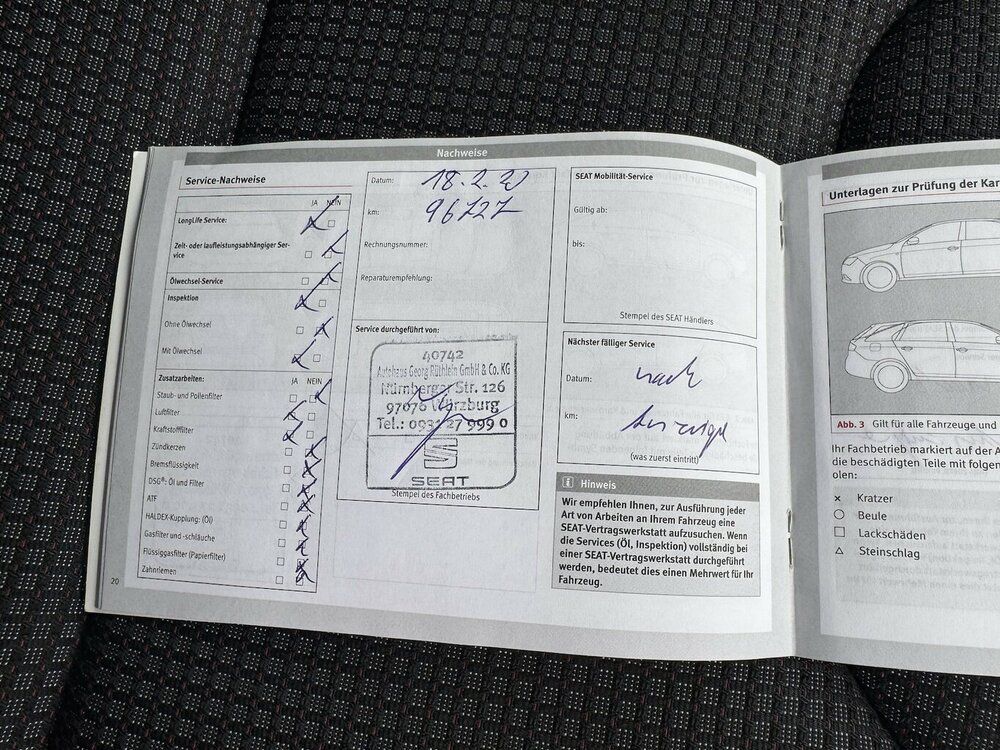 Nachweise
Service-Nachweise
JA NEIN
LongLife Service:
Zeit- oder laufleistungsabhängiger Ser-
vice
Ölwechsel-Service
Inspektion
Ohne Ölwechsel
Mit Ölwechsel
Zusatzarbeiten:
JA NEIN
Staub- und Pollenfilter
Luftfilter
Kraftstofffilter
Zündkerzen
Bremsflüssigkeit
DSG®: Öl und Filter
ATF
HALDEX-Kupplung: (Öl)
Gasfilter und -schläuche
Flüssiggasfilter (Papierfilter)
Zahnriemen
20
Datum: 18.2.20
km: 96727
Rechnungsnummer:
Reparaturempfehlung:
Service durchgeführt von:
40742
Autohaus Georg Rüthlein GmbH & Co. KG
Nürnberger Str. 126
97076 Würzburg
Tel.: 0931 27 999 0
SEAT
Stempel des Fachbetriebs
SEAT Mobilität-Service
Gültig ab:
bis:
Stempel des SEAT Händlers
Nächster fälliger Service
Datum: nach
km: Anzeige
(was zuerst eintritt)
i Hinweis
Wir empfehlen Ihnen, zur Ausführung jeder
Art von Arbeiten an Ihrem Fahrzeug eine
SEAT-Vertragswerkstatt aufzusuchen. Wenn
die Services (Öl, Inspektion) vollständig bei
einer SEAT-Vertragswerkstatt durchgeführt
werden, bedeutet dies einen Mehrwert für Ihr
Fahrzeug.
Unterlagen zur Prüfung der Kar
Abb. 3 Gilt für alle Fahrzeuge und
Ihr Fachbetrieb markiert auf der A
die beschädigten Teile mit folgen
olen:
Kratzer
Beule
Lackschäden
Steinschlag